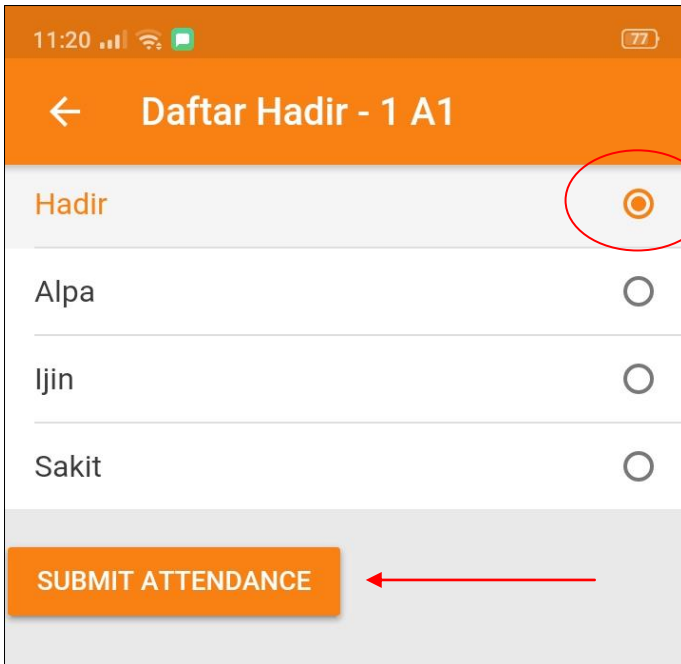 11:20
77
Daftar Hadir - 1 A1
Hadir
Alpa
Ijin
Sakit
SUBMIT ATTENDANCE